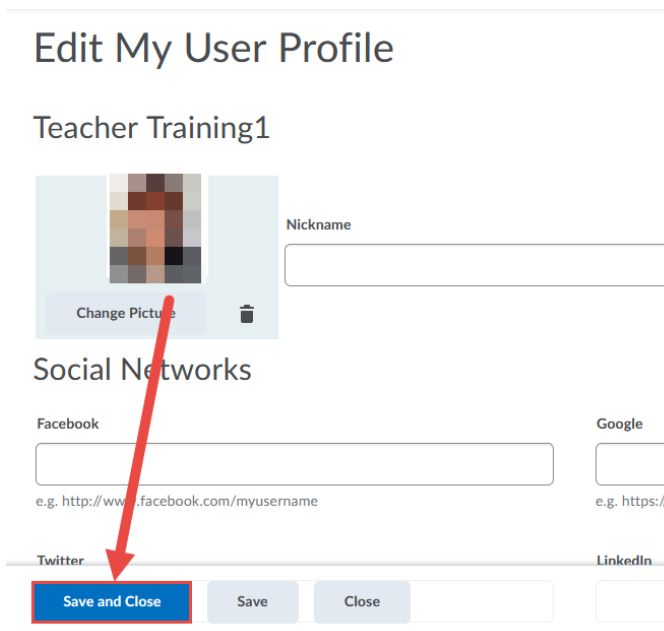 Edit My User Profile
Teacher Training1
Nickname
Change Picture
Social Networks
Facebook
Google
e.g. http://www.facebook.com/myusername
e.g. https:/
Twitter
LinkedIn
Save and Close
Save
Close